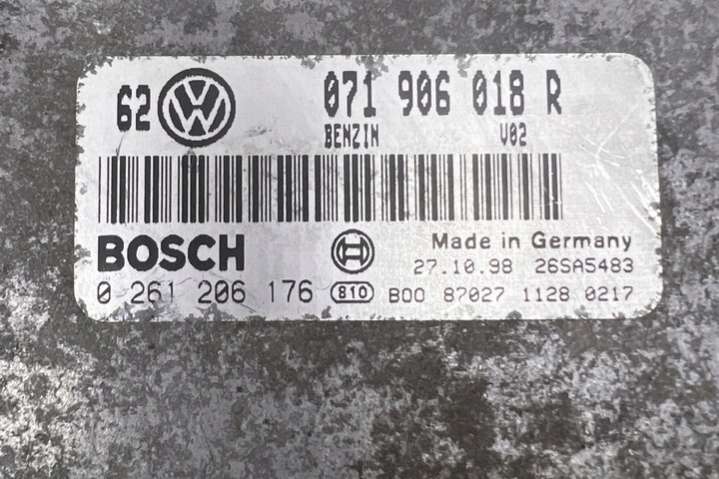 62 VW 071 906 018 R
BENZIN V02
BOSCH Made in Germany
27.10.98 26SA5483
0 261 206 176 810 B00 87027 1128 0217